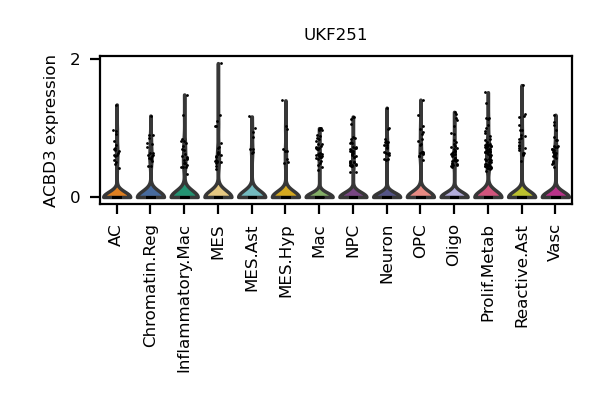 UKF251
ACBD3 expression
2
0
AC
Chromatin.Reg
Inflammatory.Mac
MES
MES.Ast
MES.Hyp
Mac
NPC
Neuron
OPC
Oligo
Prolif.Metab
Reactive.Ast
Vasc